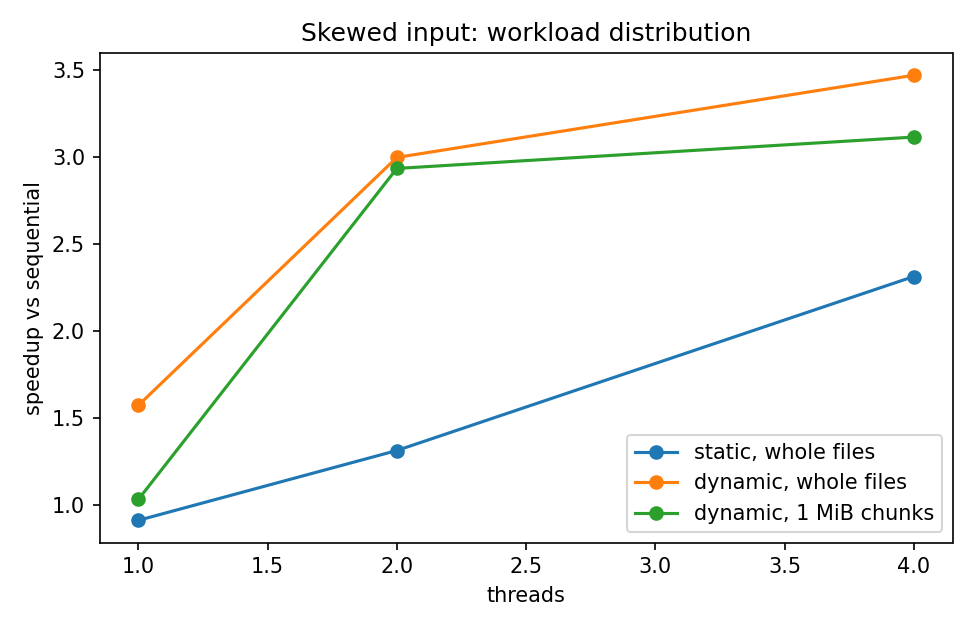 Skewed input: workload distribution
speedup vs sequential
3.5
3.0
2.5
2.0
1.5
1.0
static, whole files
dynamic, whole files
dynamic, 1 MiB chunks
1.0 1.5 2.0 2.5 3.0 3.5 4.0
threads